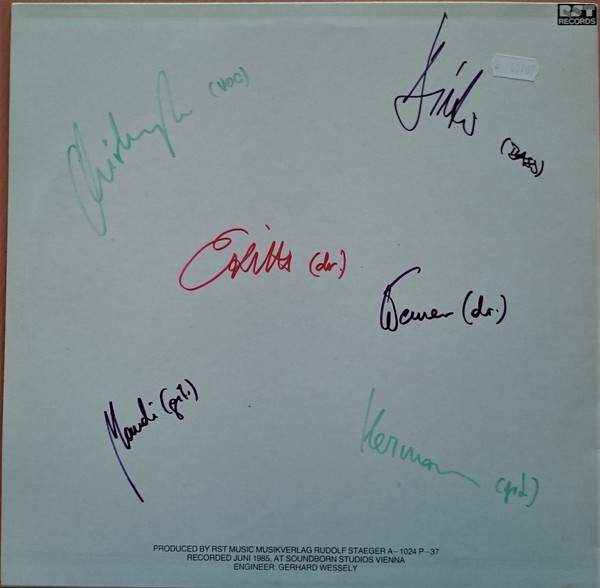 RST
RECORDS
(VOC)
(BASS)
(dr.)
Werner (dr.)
Mandi (git.)
Herman (git.)
PRODUCED BY RST MUSIC MUSIKVERLAG RUDOLF STAEGER A–1024 P–37
RECORDED JUNI 1985, AT SOUNDBORN STUDIOS VIENNA
ENGINEER: GERHARD WESSELY